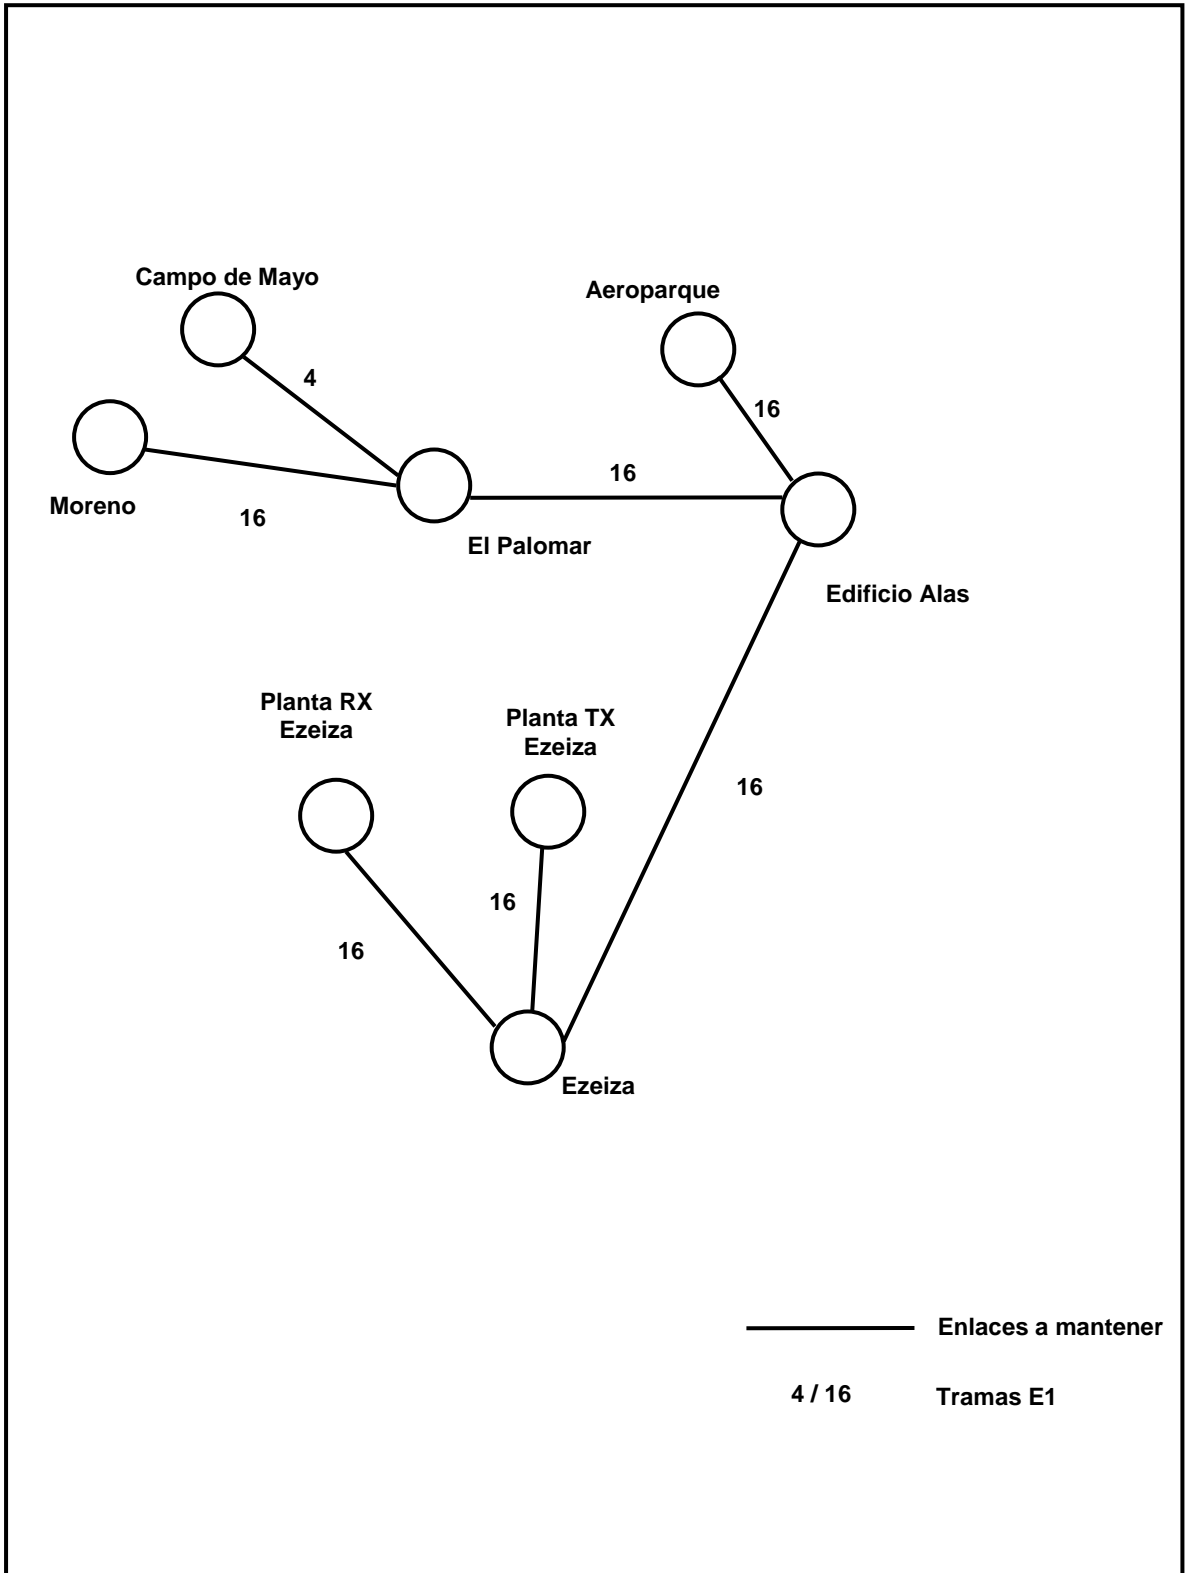 Campo de Mayo
Aeroparque
4
16
16
Moreno
16
El Palomar
Edificio Alas
Planta RX
Ezeiza
Planta TX
Ezeiza
16
16
16
Ezeiza
Enlaces a mantener
4 / 16
Tramas E1